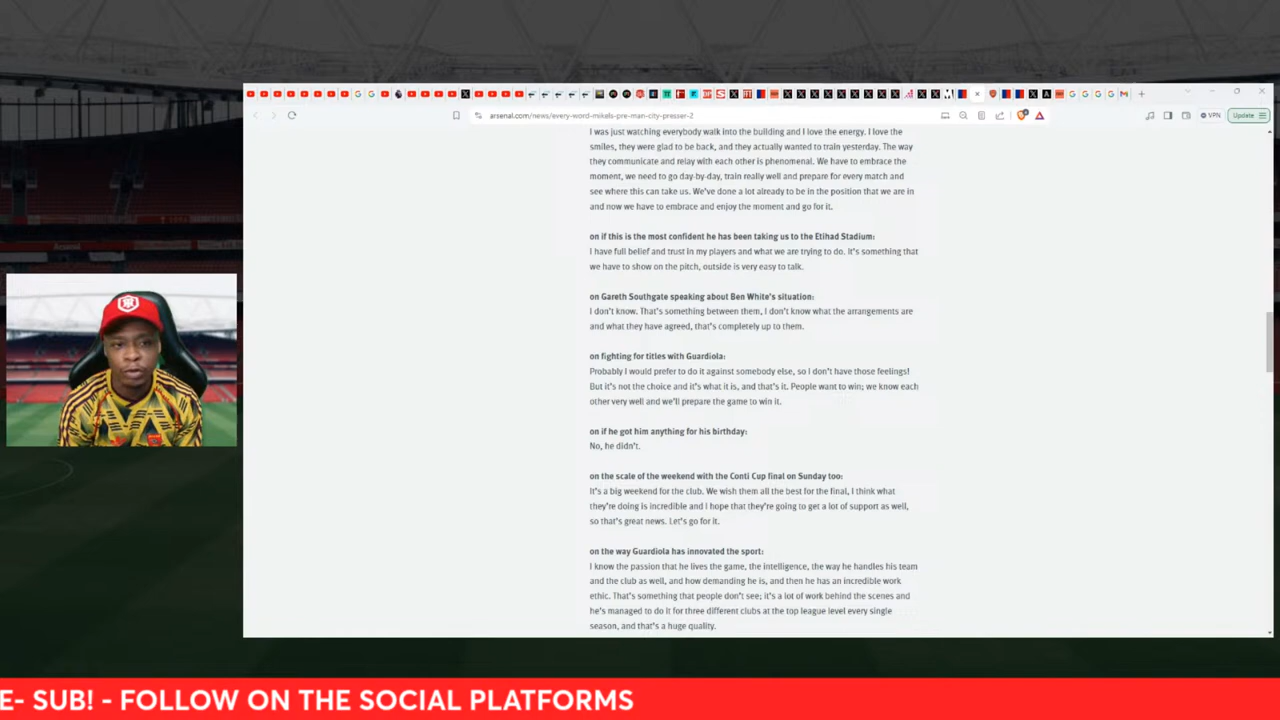 arsenal.com/news/every-word-mikels-pre-man-city-presser-2
VPN
Update
I was just watching everybody walk into the building and I love the energy. I love the
smiles, they were glad to be back, and they actually wanted to train yesterday. The way
they communicate and relay with each other is phenomenal. We have to embrace the
moment, we need to go day-by-day, train really well and prepare for every match and
see where this can take us. We've done a lot already to be in the position that we are in
and now we have to embrace and enjoy the moment and go for it.
on if this is the most confident he has been taking us to the Etihad Stadium:
I have full belief and trust in my players and what we are trying to do. It's something that
we have to show on the pitch, outside is very easy to talk.
on Gareth Southgate speaking about Ben White's situation:
I don't know. That's something between them, I don't know what the arrangements are
and what they have agreed, that's completely up to them.
on fighting for titles with Guardiola:
Probably I would prefer to do it against somebody else, so I don't have those feelings!
But it's not the choice and it's what it is, and that's it. People want to win; we know each
other very well and we'll prepare the game to win it.
on if he got him anything for his birthday:
No, he didn't.
on the scale of the weekend with the Conti Cup final on Sunday too:
It's a big weekend for the club. We wish them all the best for the final, I think what
they're doing is incredible and I hope that they're going to get a lot of support as well,
so that's great news. Let's go for it.
on the way Guardiola has innovated the sport:
I know the passion that he lives the game, the intelligence, the way he handles his team
and the club as well, and how demanding he is, and then he has an incredible work
ethic. That's something that people don't see; it's a lot of work behind the scenes and
he's managed to do it for three different clubs at the top league level every single
season, and that's a huge quality.
E- SUB! - FOLLOW ON THE SOCIAL PLATFORMS